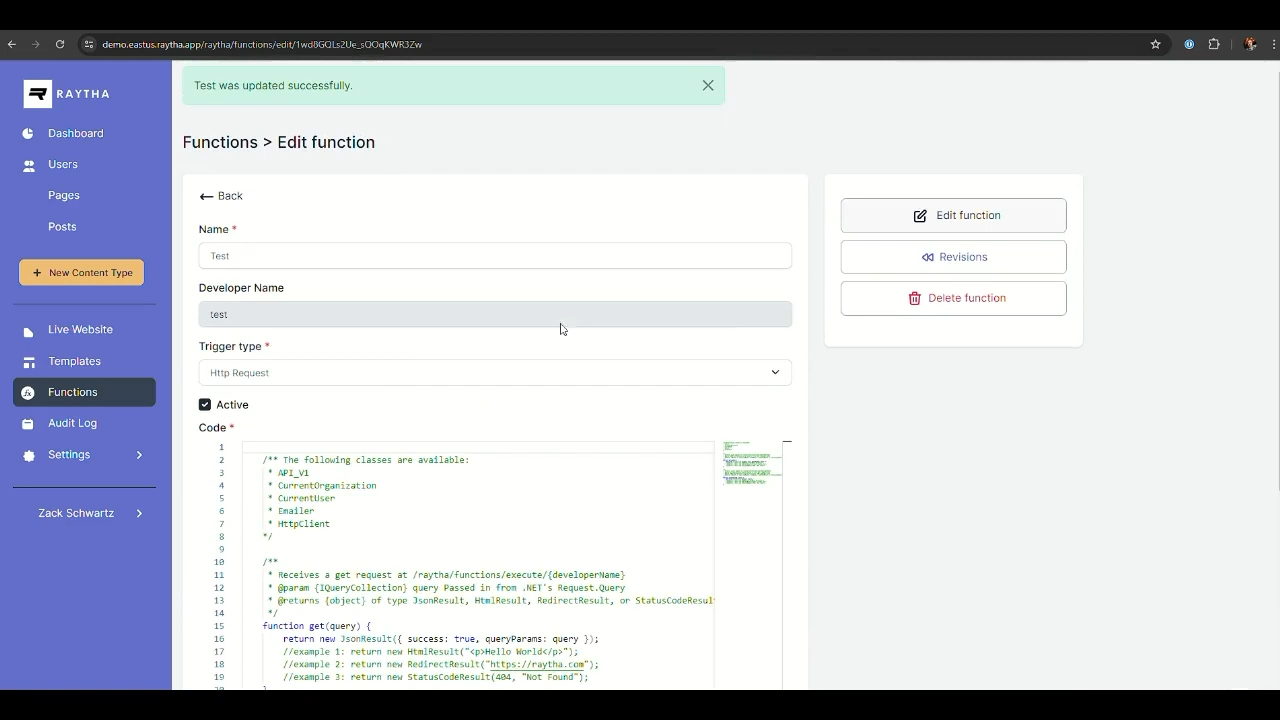 demo.eastus.raytha.app/raytha/functions/edit/1wd8GQLs2Ue_sOOqKWR3Zw
RAYTHA
Dashboard
Users
Pages
Posts
+ New Content Type
Live Website
Templates
Functions
Audit Log
Settings
Zack Schwartz
Test was updated successfully.
Functions > Edit function
← Back
Name *
Test
Developer Name
test
Trigger type *
Http Request
Active
Code *
1
2 /** The following classes are available:
3 * API_V1
4 * CurrentOrganization
5 * CurrentUser
6 * Emailer
7 * HttpClient
8 */
9
10 /**
11 * Receives a get request at /raytha/functions/execute/{developerName}
12 * @param {IQueryCollection} query Passed in from .NET's Request.Query
13 * @returns {object} of type JsonResult, HtmlResult, RedirectResult, or StatusCodeResul
14 */
15 function get(query) {
16 return new JsonResult({ success: true, queryParams: query });
17 //example 1: return new HtmlResult("<p>Hello World</p>");
18 //example 2: return new RedirectResult("https://raytha.com");
19 //example 3: return new StatusCodeResult(404, "Not Found");
20 }
Edit function
Revisions
Delete function